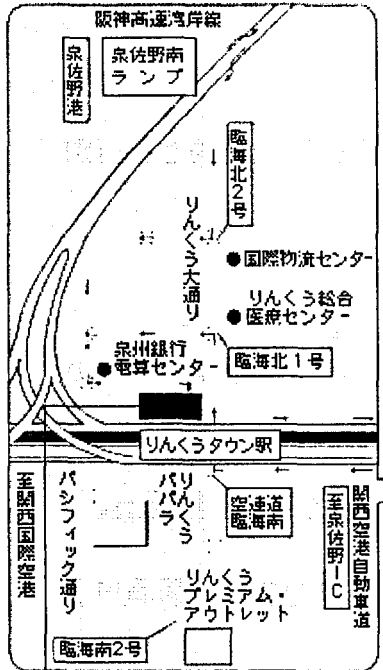 阪神高速湾岸線
泉佐野港
泉佐野南
ランプ
臨海北2号
りんくう大通り
国際物流センター
りんくう総合
医療センター
泉州銀行
電算センター
臨海北1号
りんくうタウン駅
至関西国際空港
パシフィック通り
りんくう
パパラ
空連道
臨海南
至泉佐野IC
関西空港自動車道
りんくう
プレミアム・
アウトレット
臨海南2号